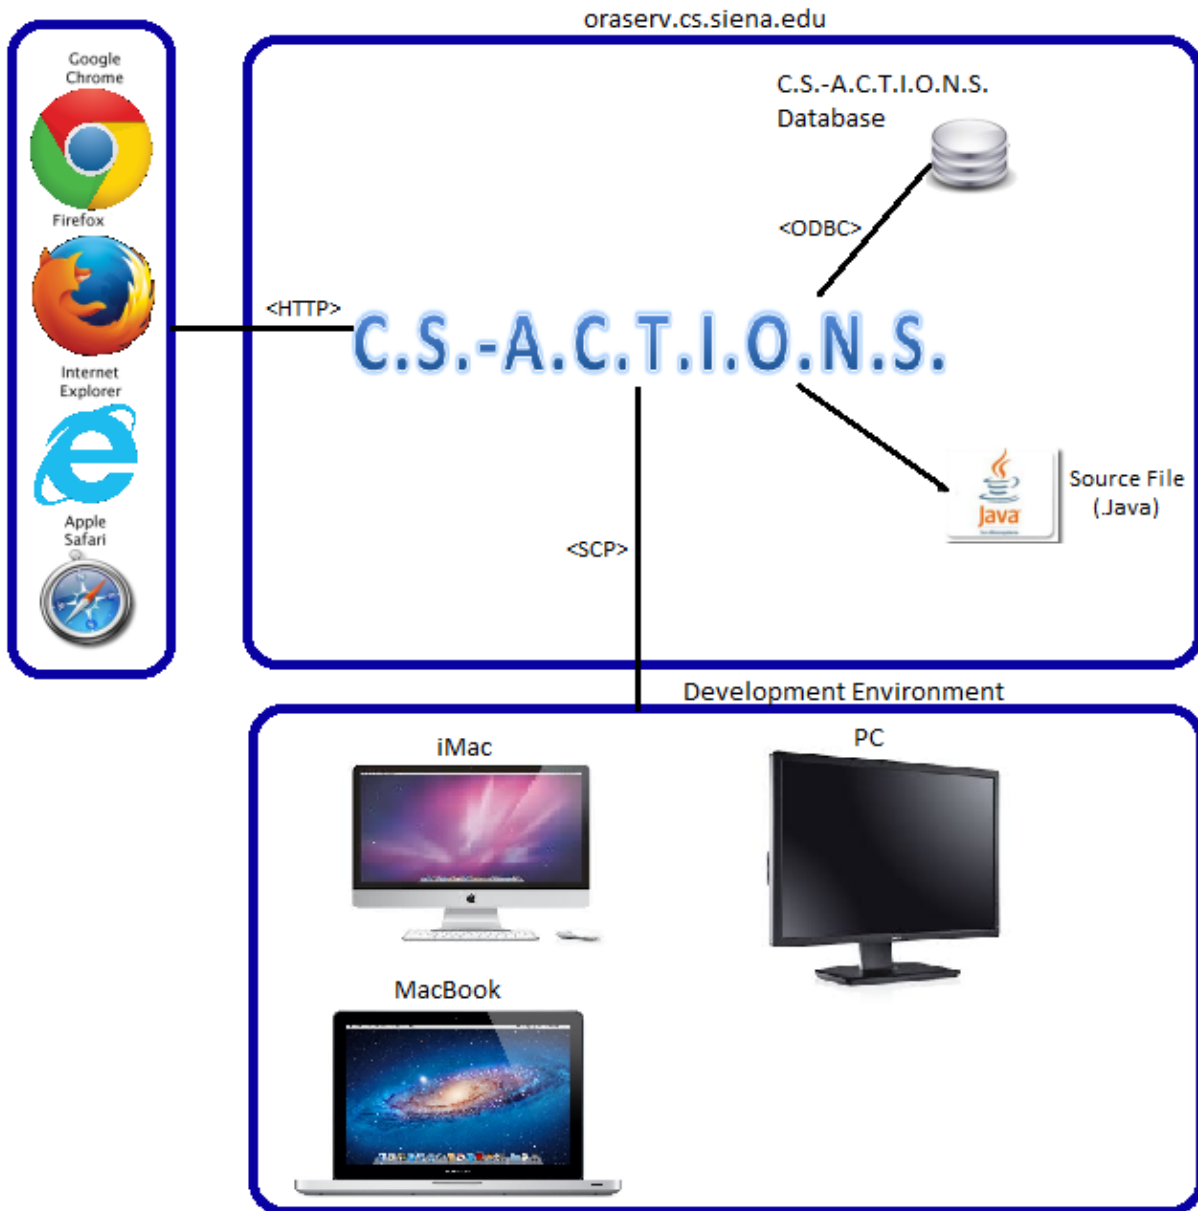 oraserv.cs.siena.edu
Google
Chrome
Firefox
Internet
Explorer
Apple
Safari
C.S.-A.C.T.I.O.N.S.
Database
<ODBC>
<HTTP>
C.S.-A.C.T.I.O.N.S.
Java
Source File
(.Java)
<SCP>
Development Environment
iMac
PC
MacBook